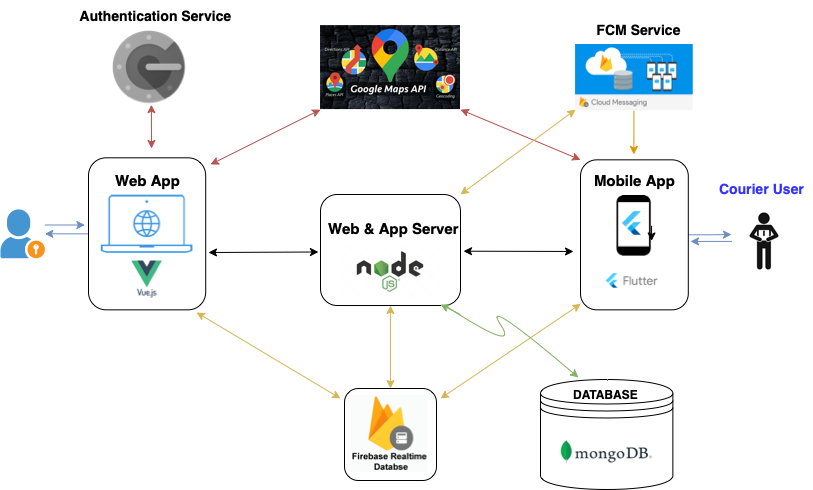 Authentication Service
FCM Service
Directory API
Distance API
Places API
Geocoding
Google Maps API
Cloud Messaging
Web App
Mobile App
Courier User
Web & App Server
node
JS
Vue.js
Flutter
DATABASE
mongoDB.
Firebase Realtime
Databse